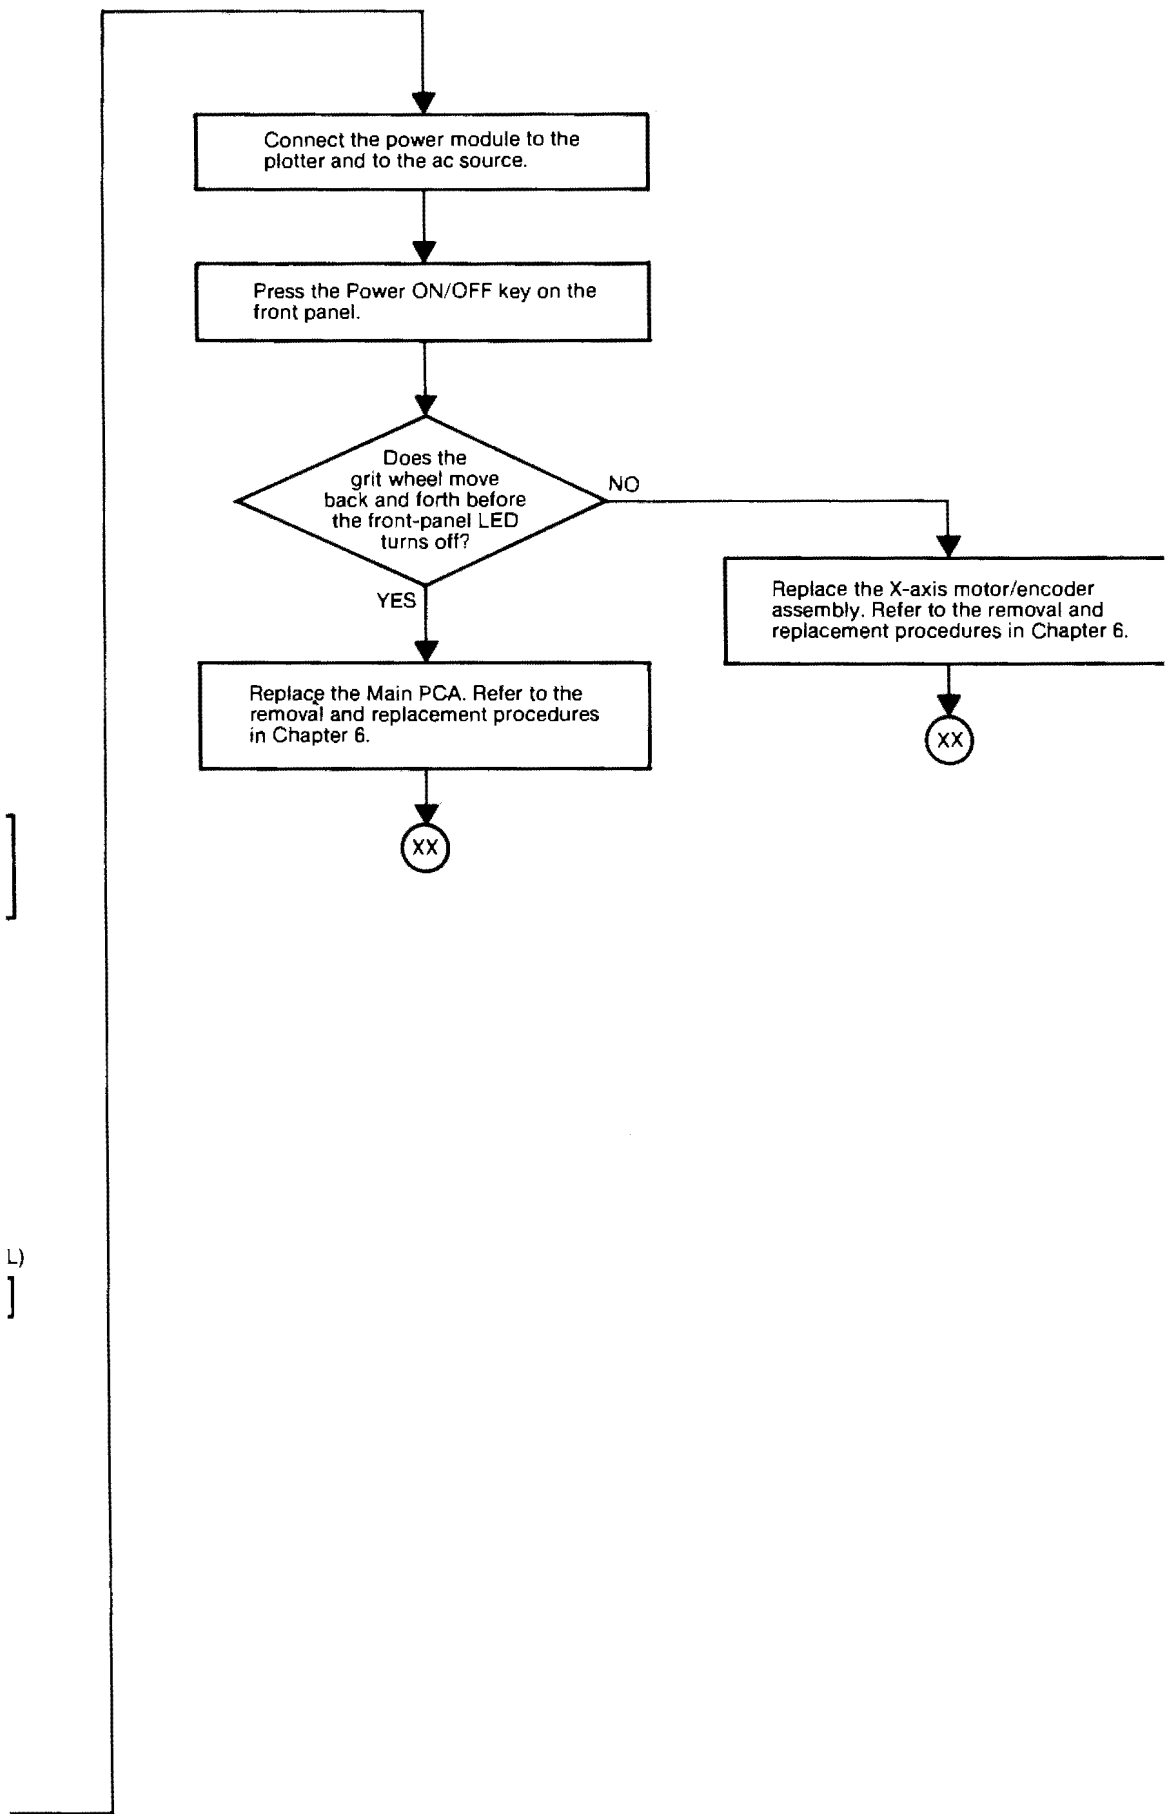 Connect the power module to the
plotter and to the ac source.
Press the Power ON/OFF key on the
front panel.
Does the
grit wheel move
back and forth before
the front-panel LED
turns off?
NO
YES
Replace the X-axis motor/encoder
assembly. Refer to the removal and
replacement procedures in Chapter 6.
XX
Replace the Main PCA. Refer to the
removal and replacement procedures
in Chapter 6.
XX
L)